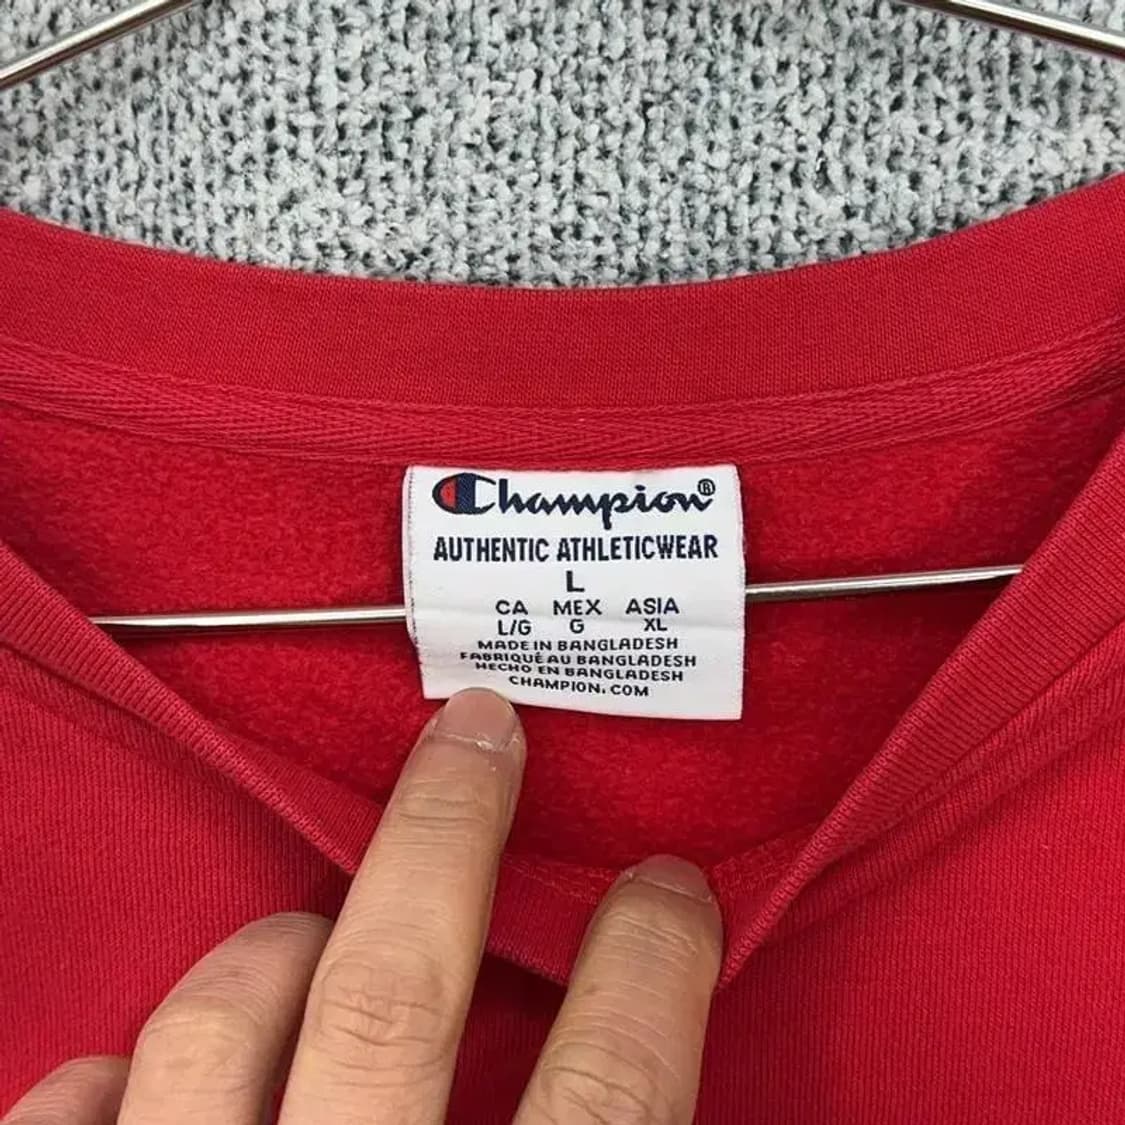 Champion®
AUTHENTIC ATHLETICWEAR
L
CA MEX ASIA
L/G G XL
MADE IN BANGLADESH
FABRIQUÉ AU BANGLADESH
HECHO EN BANGLADESH
CHAMPION.COM